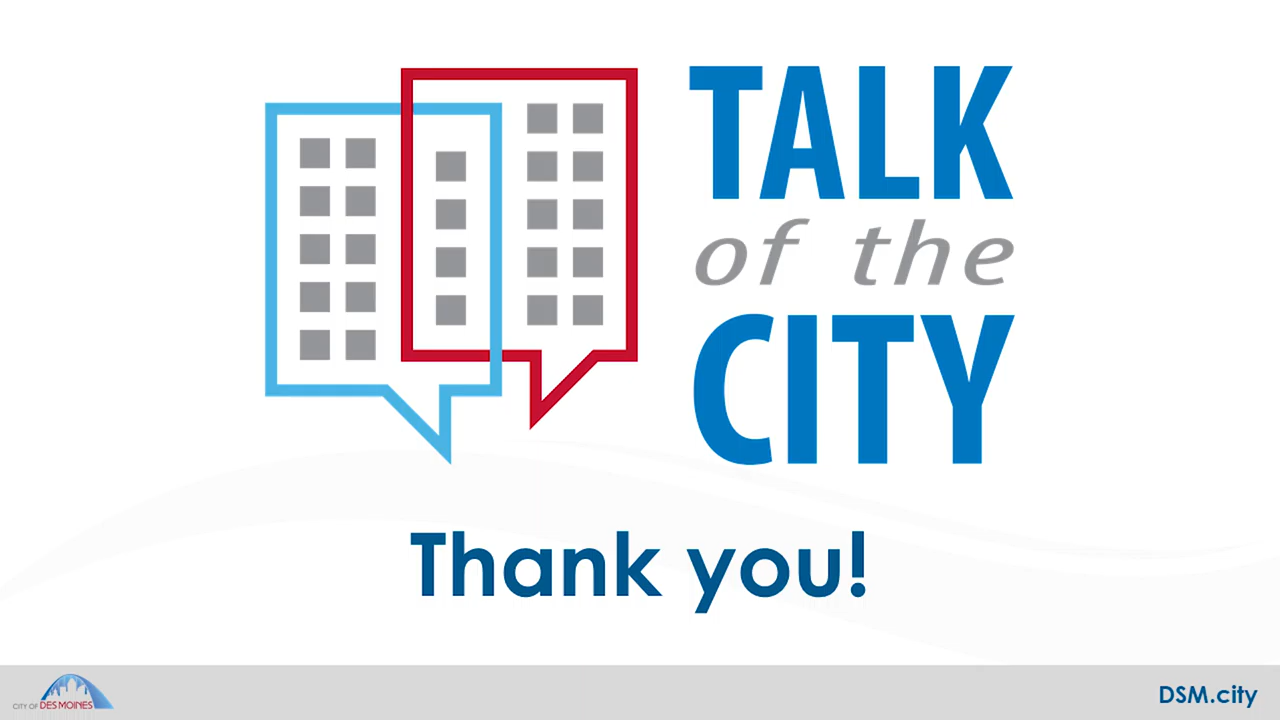 TALK
of the
CITY
Thank you!
CITY OF DES MOINES
DSM.city